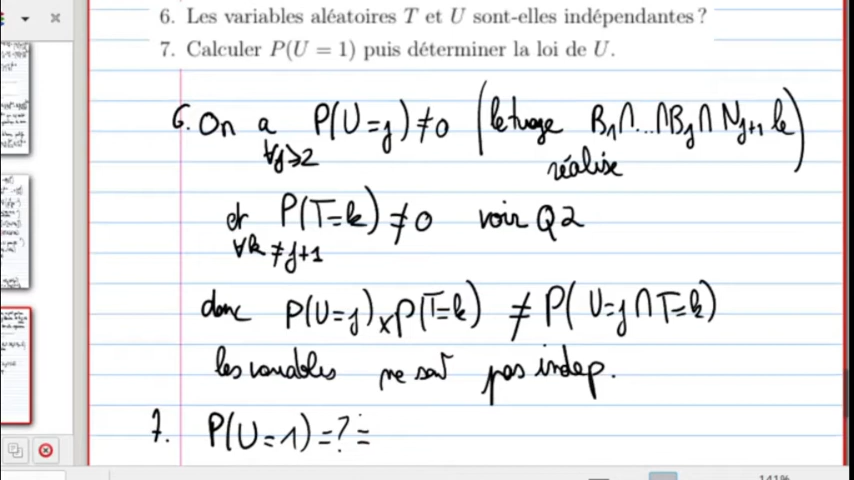 6. Les variables aléatoires T et U sont-elles indépendantes ?
7. Calculer P(U = 1) puis déterminer la loi de U.
6. On a P(U=j) ≠ 0 (le tirage B₁∩...∩Bⱼ∩Nⱼ₊₁ le
∀j⩾2 réalise)
et P(T=k) ≠ 0 voir Q2
∀k ≠ j+1
donc P(U=j) × P(T=k) ≠ P(U=j ∩ T=k)
les variables ne sont pas indep.
7. P(U=1) = ? =
141%